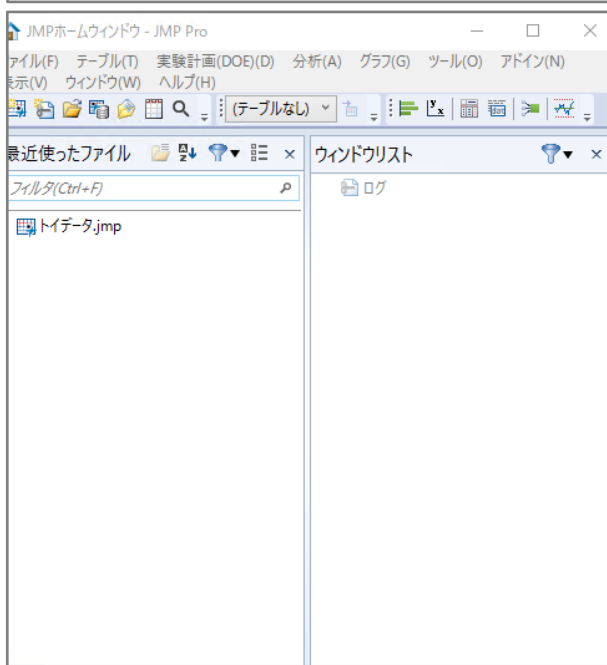 JMPホームウィンドウ - JMP Pro
ァイル(F) テーブル(T) 実験計画(DOE)(D) 分析(A) グラフ(G) ツール(O) アドイン(N)
表示(V) ウィンドウ(W) ヘルプ(H)
(テーブルなし)
最近使ったファイル
ウィンドウリスト
フィルタ(Ctrl+F)
ログ
トイデータ.jmp